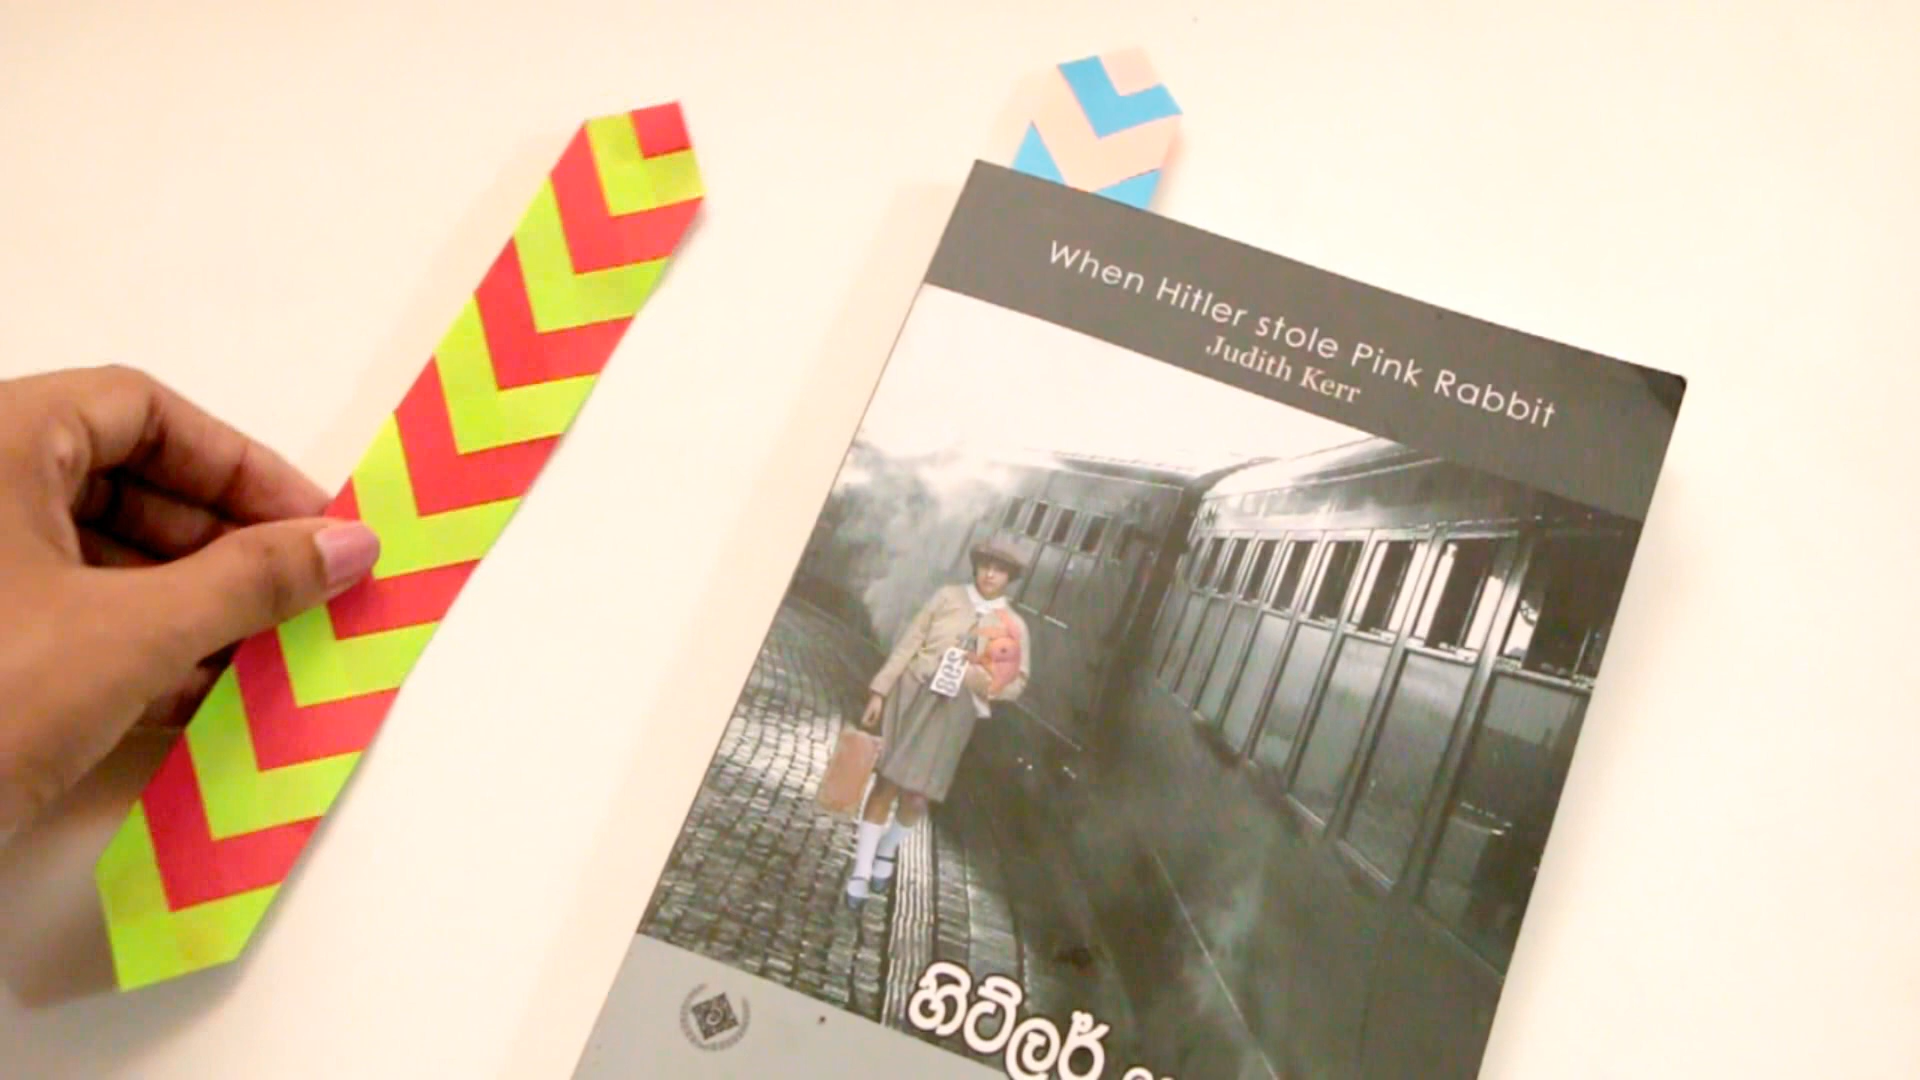 When Hitler stole Pink Rabbit
Judith Kerr
හිට්ලර්